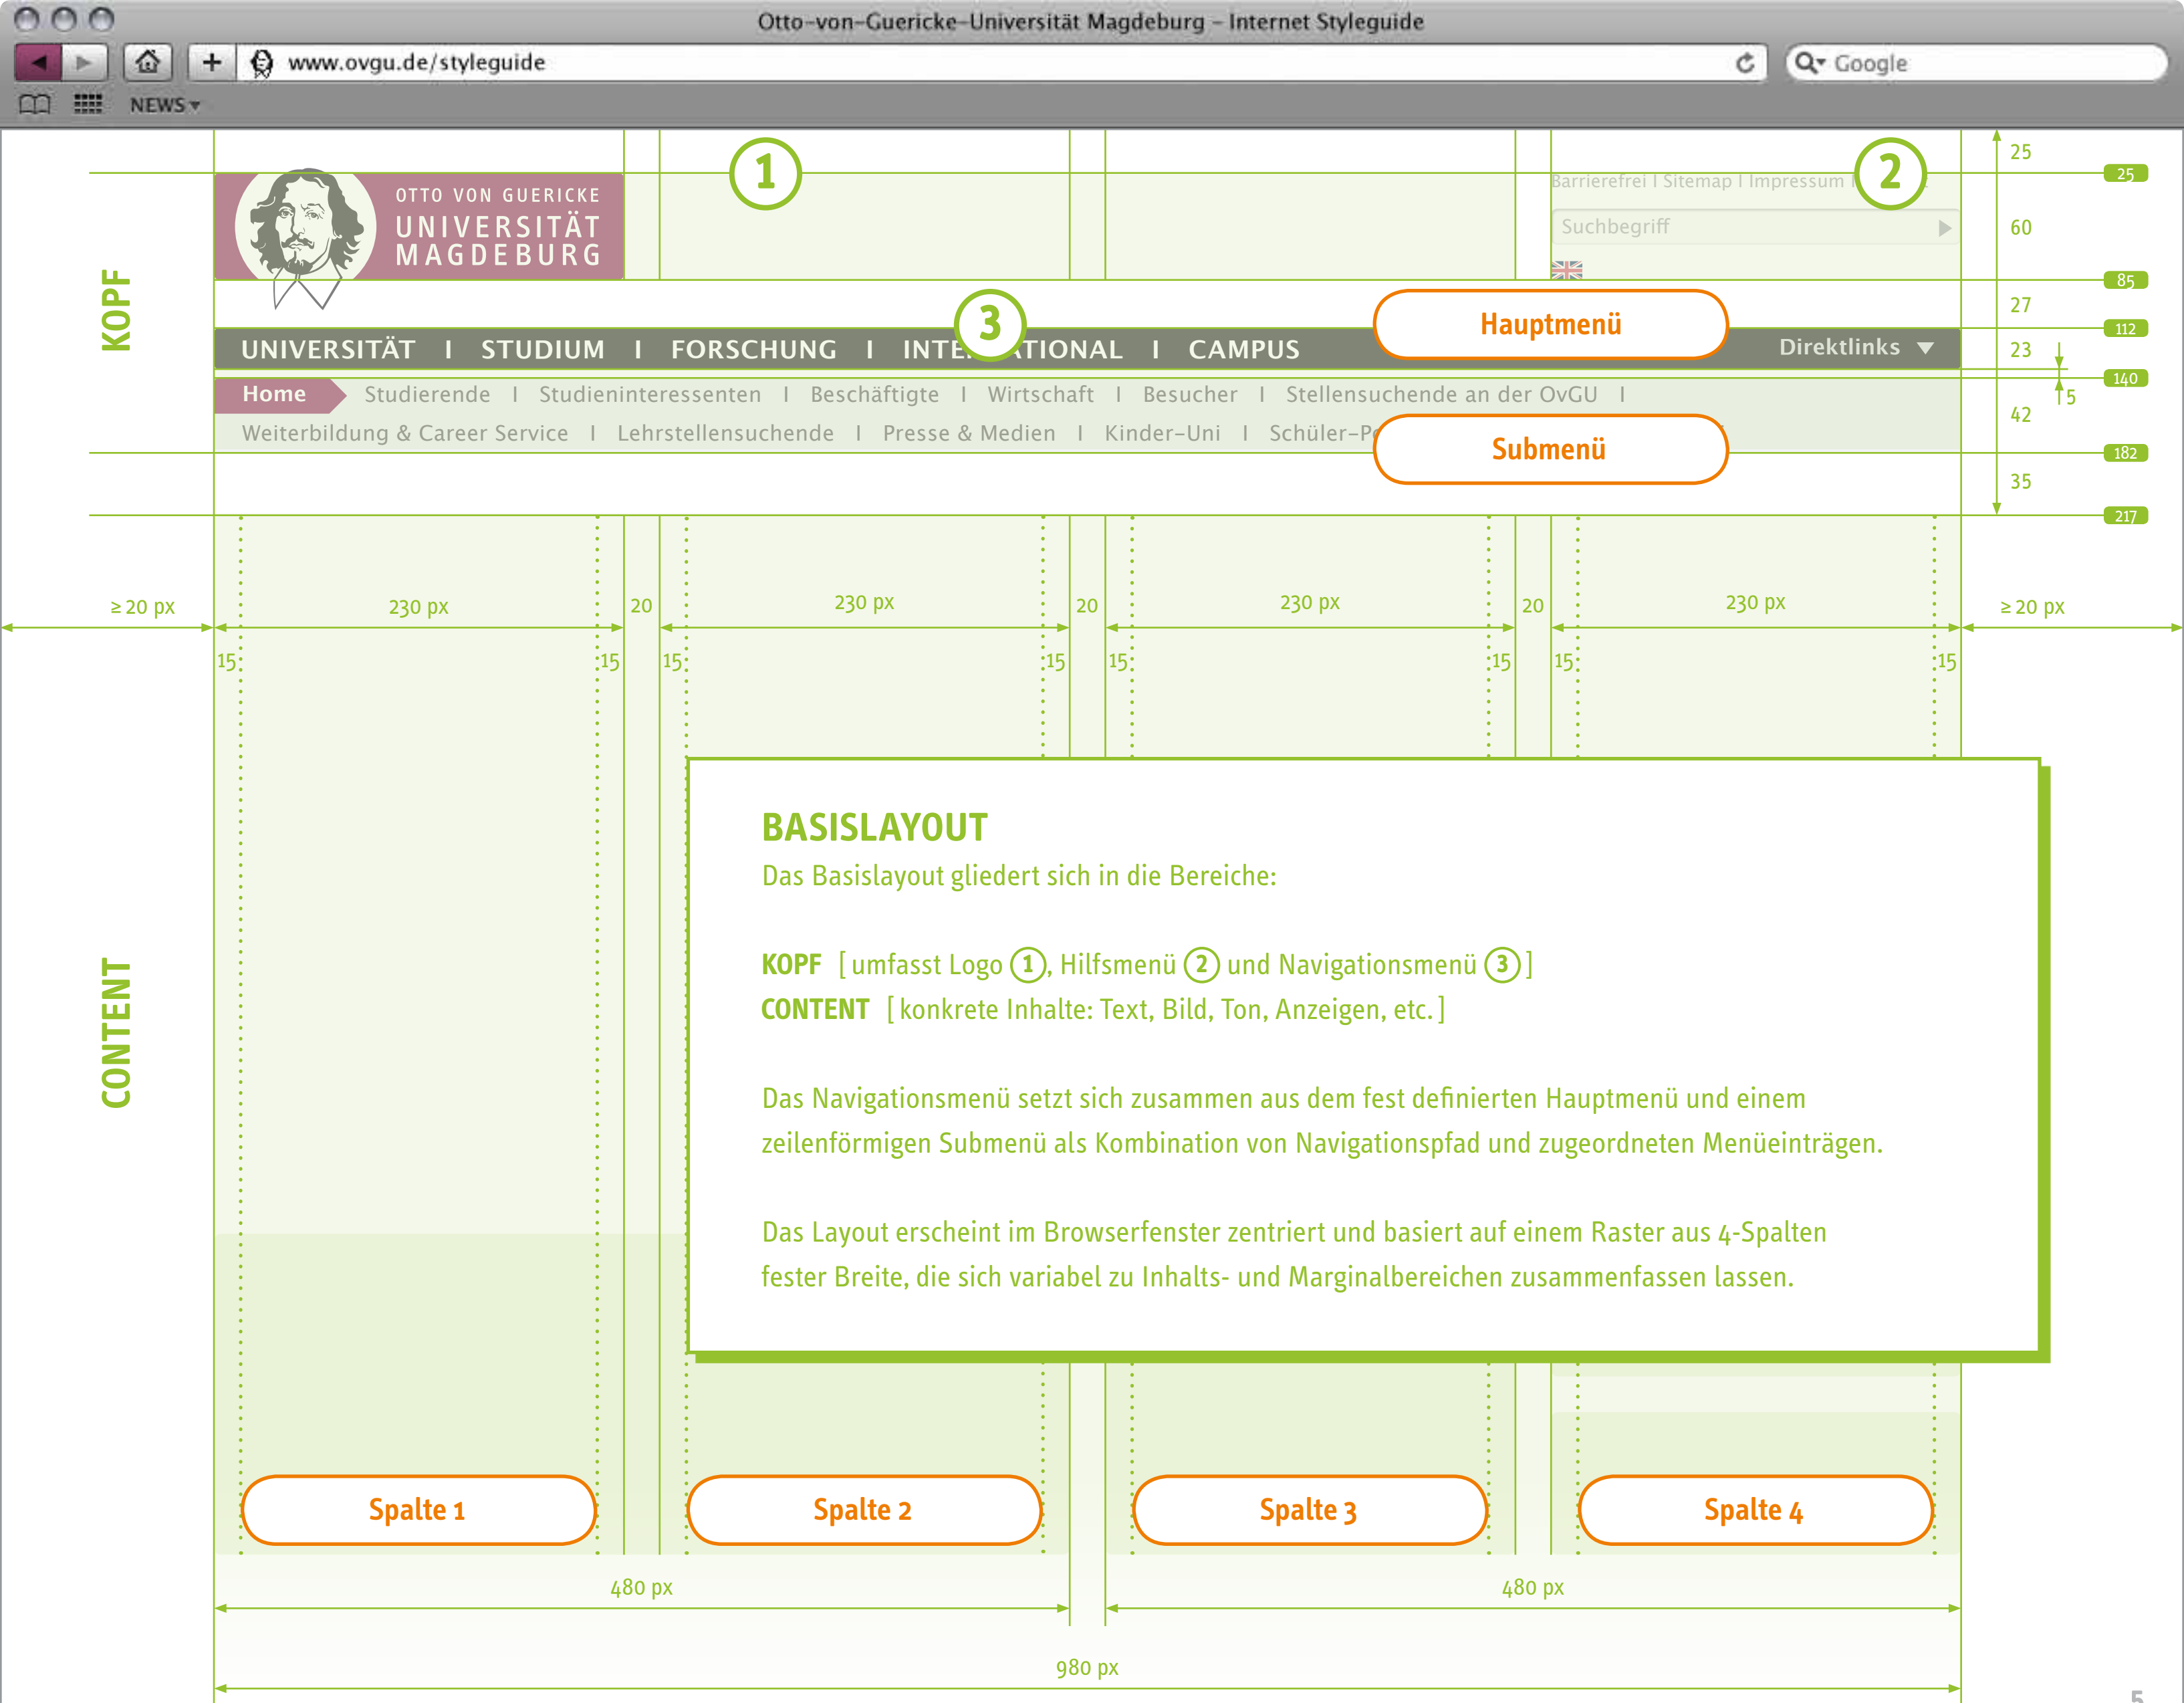 Otto-von-Guericke-Universität Magdeburg – Internet Styleguide
www.ovgu.de/styleguide
Google
NEWS
1
2
25
25
OTTO VON GUERICKE
UNIVERSITÄT
MAGDEBURG
Barrierefrei I Sitemap I Impressum
Suchbegriff
60
85
KOPF
3
Hauptmenü
27
112
UNIVERSITÄT I STUDIUM I FORSCHUNG I I CAMPUS
Direktlinks
23
140
Home Studierende I Studieninteressenten I Beschäftigte I Wirtschaft I Besucher I Stellensuchende an der OvGU I
5
42
Weiterbildung & Career Service I Lehrstellensuchende I Presse & Medien I Kinder-Uni I
Submenü
182
35
217
≥ 20 px 230 px 20 230 px 20 230 px 20 230 px ≥ 20 px
15 15 15 15 15 15 15 15
CONTENT
BASISLAYOUT
Das Basislayout gliedert sich in die Bereiche:
KOPF [ umfasst Logo 1, Hilfsmenü 2 und Navigationsmenü 3 ]
CONTENT [ konkrete Inhalte: Text, Bild, Ton, Anzeigen, etc. ]
Das Navigationsmenü setzt sich zusammen aus dem fest definierten Hauptmenü und einem
zeilenförmigen Submenü als Kombination von Navigationspfad und zugeordneten Menüeinträgen.
Das Layout erscheint im Browserfenster zentriert und basiert auf einem Raster aus 4-Spalten
fester Breite, die sich variabel zu Inhalts- und Marginalbereichen zusammenfassen lassen.
Spalte 1 Spalte 2 Spalte 3 Spalte 4
480 px 480 px
980 px
5